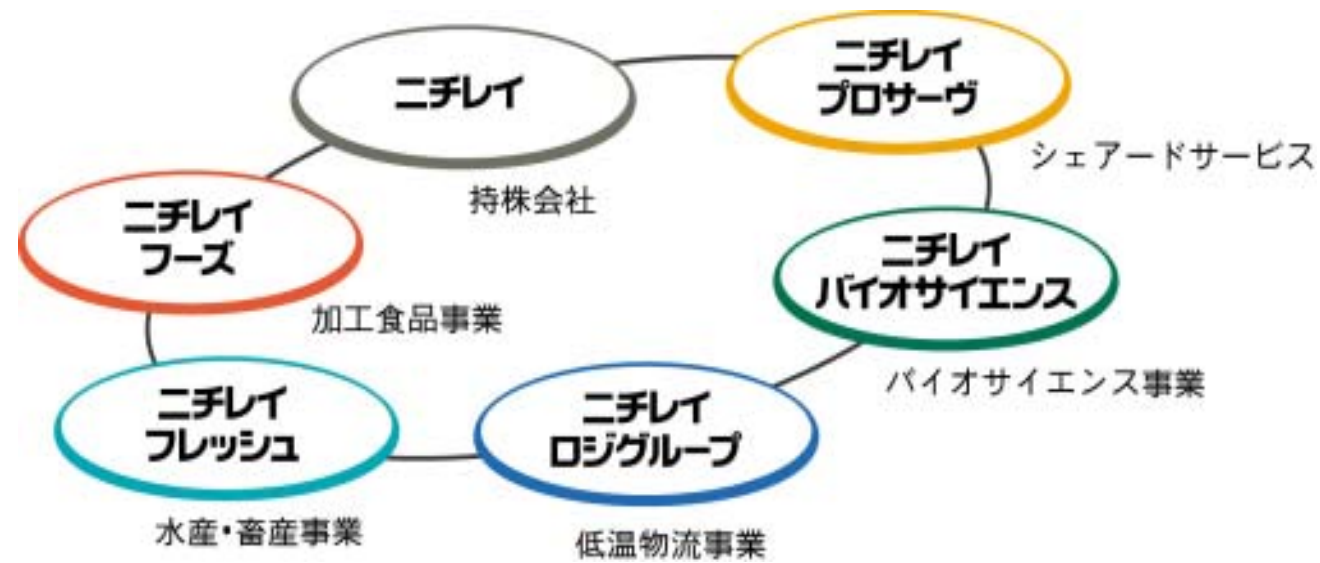 ニチレイ
持株会社
ニチレイ
プロサーヴ
シェアードサービス
ニチレイ
フーズ
加工食品事業
ニチレイ
バイオサイエンス
バイオサイエンス事業
ニチレイ
フレッシュ
水産・畜産事業
ニチレイ
ロジグループ
低温物流事業